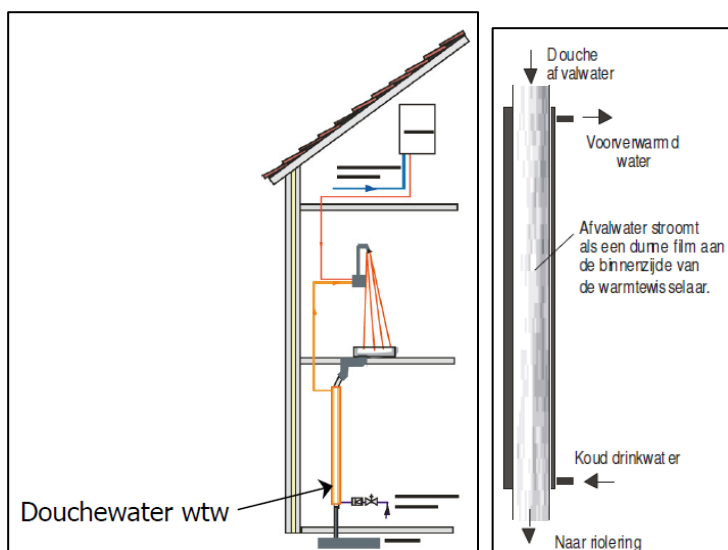 Douchewater wtw
Douche
afvalwater
Voorverwarmd
water
Afvalwater stroomt
als een dunne film aan
de binnenzijde van
de warmtewisselaar.
Koud drinkwater
Naar riolering